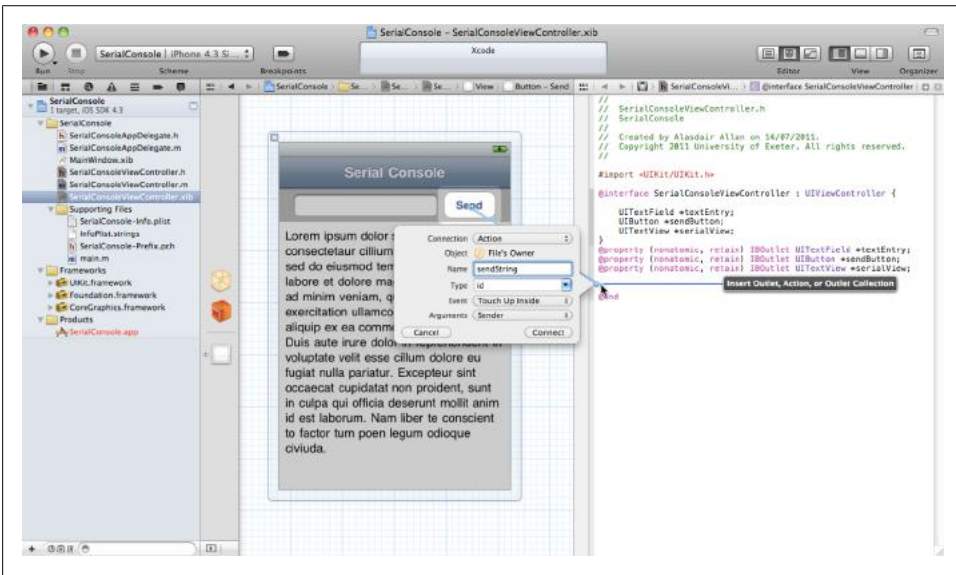 SerialConsole – SerialConsoleViewController.xib
SerialConsole | iPhone 4.3 Si...
Xcode
Run
Stop
Scheme
Breakpoints
Editor
View
Organizer
SerialConsole
Se...
Se...
Se...
View
Button – Send
SerialConsoleVi...
@interface SerialConsoleViewController
SerialConsole
1 target, iOS SDK 4.3
SerialConsole
SerialConsoleAppDelegate.h
SerialConsoleAppDelegate.m
MainWindow.xib
SerialConsoleViewController.h
SerialConsoleViewController.m
SerialConsoleViewController.xib
Supporting Files
SerialConsole-Info.plist
InfoPlist.strings
SerialConsole-Prefix.pch
main.m
Frameworks
UIKit.framework
Foundation.framework
CoreGraphics.framework
Products
SerialConsole.app
Serial Console
Send
Lorem ipsum dolor
consectetaur cillium
sed do eiusmod tem
labore et dolore ma
ad minim veniam, q
exercitation ullamco
aliquip ex ea comm
Duis aute irure dolor in reprehenderit in
voluptate velit esse cillum dolore eu
fugiat nulla pariatur. Excepteur sint
occaecat cupidatat non proident, sunt
in culpa qui officia deserunt mollit anim
id est laborum. Nam liber te conscient
to factor tum poen legum odioque
civiuda.
Connection Action
Object File's Owner
Name sendString
Type id
Event Touch Up Inside
Arguments Sender
Cancel
Connect
//
// SerialConsoleViewController.h
// SerialConsole
//
// Created by Alasdair Allan on 14/07/2011.
// Copyright 2011 University of Exeter. All rights reserved.
//
#import <UIKit/UIKit.h>
@interface SerialConsoleViewController : UIViewController {
UITextField *textEntry;
UIButton *sendButton;
UITextView *serialView;
}
@property (nonatomic, retain) IBOutlet UITextField *textEntry;
@property (nonatomic, retain) IBOutlet UIButton *sendButton;
@property (nonatomic, retain) IBOutlet UITextView *serialView;
Insert Outlet, Action, or Outlet Collection
@end